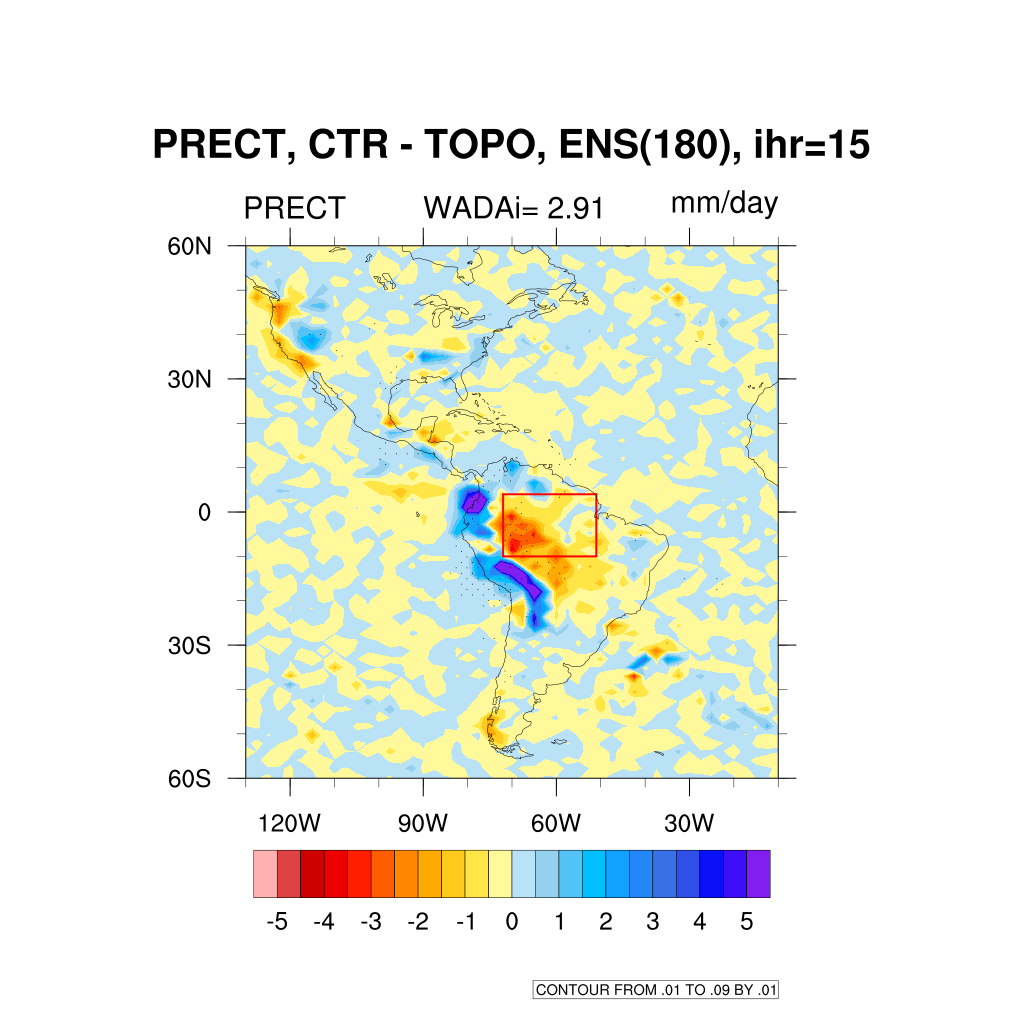 PRECT, CTR - TOPO, ENS(180), ihr=15
PRECT WADAi= 2.91 mm/day
60N
30N
0
30S
60S
120W 90W 60W 30W
-5 -4 -3 -2 -1 0 1 2 3 4 5
CONTOUR FROM .01 TO .09 BY .01